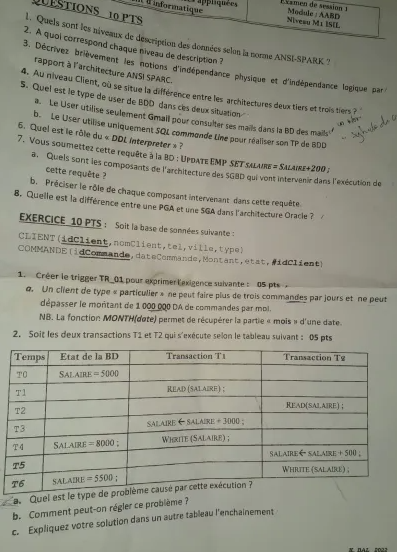 appliquées
d'informatique
Examen de session 1
Module : AABD
Niveau M1 ISIL
QUESTIONS 10 PTS
1. Quels sont les niveaux de description des données selon la norme ANSI-SPARK ?
2. A quoi correspond chaque niveau de description ?
3. Décrivez brièvement les notions d'indépendance physique et d'indépendance logique par
rapport à l'architecture ANSI SPARC.
4. Au niveau Client, où se situe la différence entre les architectures deux tiers et trois tiers ?
5. Quel est le type de user de BDD dans ces deux situation
a. Le User utilise seulement Gmail pour consulter ses mails dans la BD des mails
b. Le User utilise uniquement SQL commande Line pour réaliser son TP de BDD
6. Quel est le rôle du « DDL interpreter » ?
7. Vous soumettez cette requête à la BD : UPDATE EMP SET SALAIRE = SALAIRE+200 ;
a. Quels sont les composants de l'architecture des SGBD qui vont intervenir dans l'exécution de
cette requête ?
b. Préciser le rôle de chaque composant intervenant dans cette requête.
8. Quelle est la différence entre une PGA et une SGA dans l'architecture Oracle ?
EXERCICE 10 PTS : Soit la base de sonnées suivante :
CLIENT (idClient, nomClient, tel, ville, type)
COMMANDE (idCommande, dateCommande, Montant, etat, #idClient)
1. Créer le trigger TR_01 pour exprimer l'exigence suivante : 05 pts
a. Un client de type « particulier » ne peut faire plus de trois commandes par jours et ne peut
dépasser le montant de 1 000 000 DA de commandes par moi.
NB. La fonction MONTH(date) permet de récupérer la partie « mois » d'une date.
2. Soit les deux transactions T1 et T2 qui s'exécute selon le tableau suivant : 05 pts
Temps Etat de la BD Transaction T1 Transaction T2
T0 SALAIRE = 5000
T1 READ (SALAIRE) ;
T2 READ(SALAIRE) ;
T3 SALAIRE ← SALAIRE + 3000 ;
T4 SALAIRE = 8000 ; WHRITE (SALAIRE) ;
T5 SALAIRE ← SALAIRE + 500 ;
T6 SALAIRE = 5500 ; WHRITE (SALAIRE) ;
a. Quel est le type de problème causé par cette exécution ?
b. Comment peut-on régler ce problème ?
c. Expliquez votre solution dans un autre tableau l'enchainement